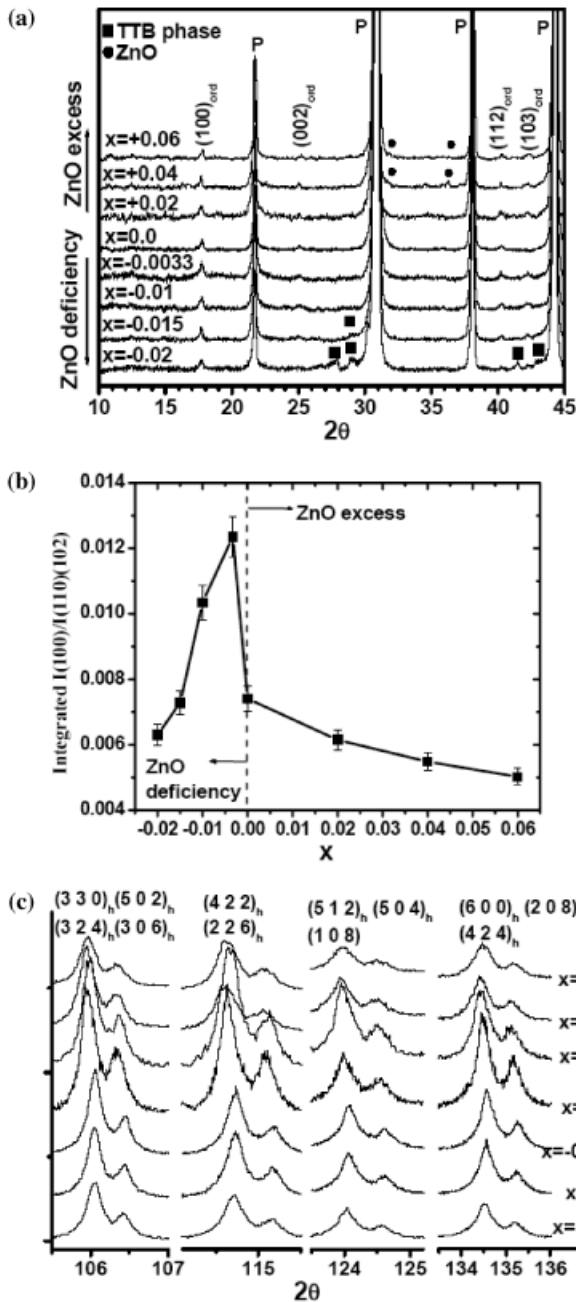 (a)
■ TTB phase
● ZnO
P
P
P
P
(100)ord
(002)ord
(112)ord
(103)ord
ZnO excess
ZnO deficiency
x=+0.06
x=+0.04
x=+0.02
x=0.0
x=-0.0033
x=-0.01
x=-0.015
x=-0.02
10 15 20 25 30 35 40 45
2θ
(b)
Integrated I(100)/I(110)(102)
0.014
0.012
0.010
0.008
0.006
0.004
ZnO excess
ZnO
deficiency
-0.02 -0.01 0.00 0.01 0.02 0.03 0.04 0.05 0.06
X
(c)
(3 3 0)h (5 0 2)h
(3 2 4)h (3 0 6)h
(4 2 2)h
(2 2 6)h
(5 1 2)h (5 0 4)h
(1 0 8)
(6 0 0)h (2 0 8)
(4 2 4)h
x=
x=
x=
x=
x=-0
x
x=
106 107 115 124 125 134 135 136
2θ